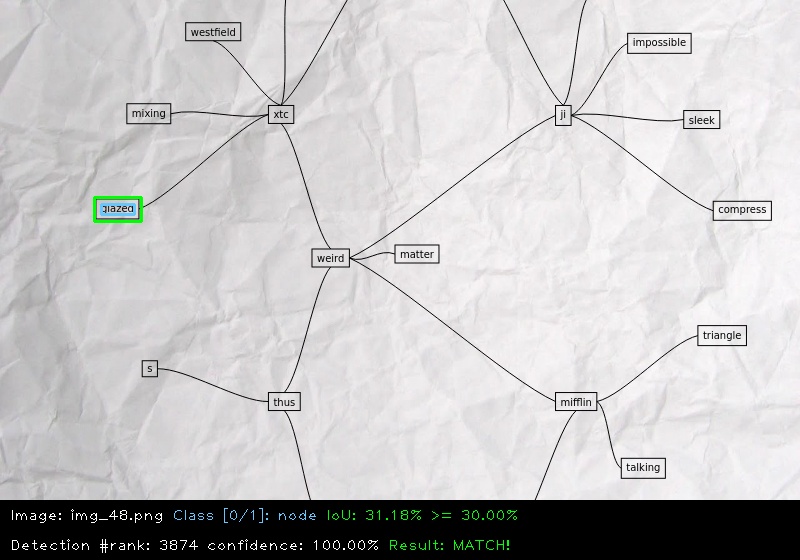 westfield
impossible
mixing
xtc
ji
sleek
glazed
compress
weird
matter
triangle
s
thus
mifflin
talking
Image: img_48.png Class [0/1]: node IoU: 31.18% >= 30.00%
Detection #rank: 3874 confidence: 100.00% Result: MATCH!